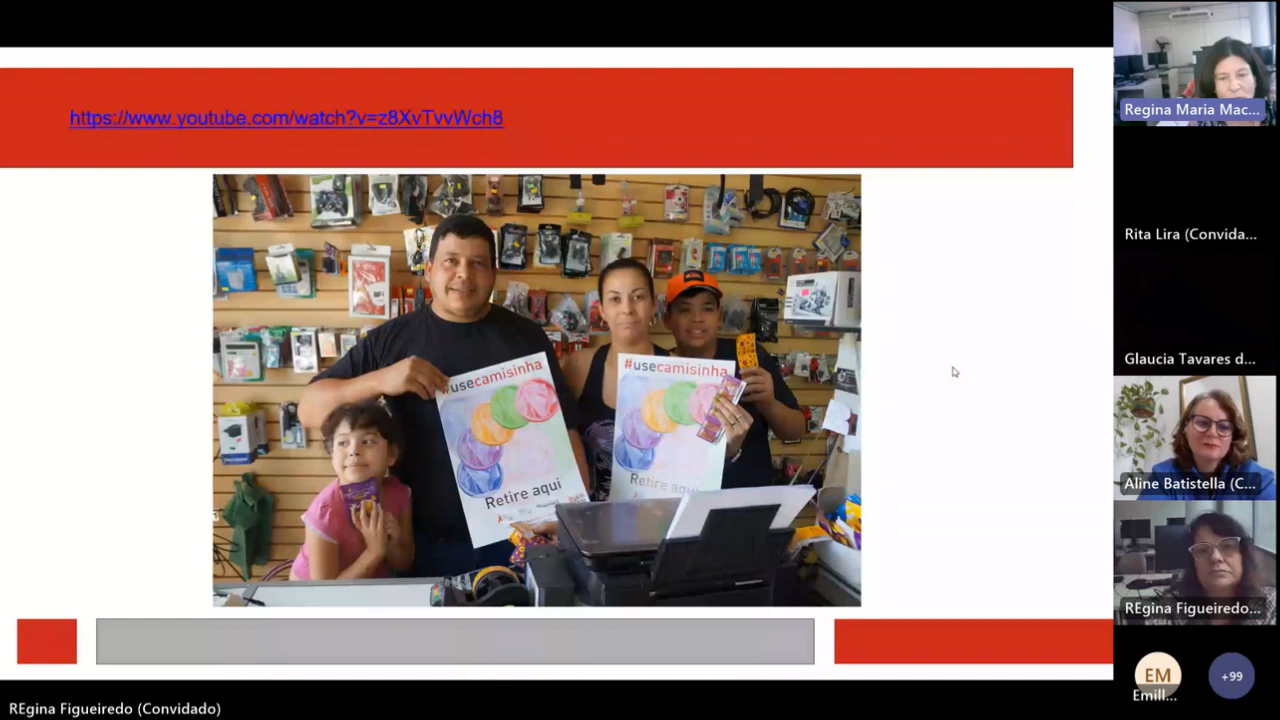 https://www.youtube.com/watch?v=z8XvTvvWch8
#usecamisinha
Retire aqui
#usecamisinha
Retire aqui
Regina Maria Mac...
Rita Lira (Convida...
Glaucia Tavares d...
Aline Batistella (C...
REgina Figueiredo...
EM
Emill...
+99
REgina Figueiredo (Convidado)